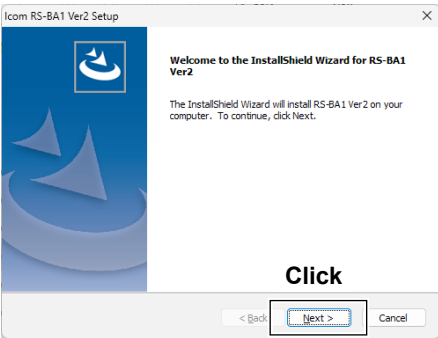 Icom RS-BA1 Ver2 Setup
Welcome to the InstallShield Wizard for RS-BA1
Ver2
The InstallShield Wizard will install RS-BA1 Ver2 on your
computer. To continue, click Next.
Click
< Back Next > Cancel